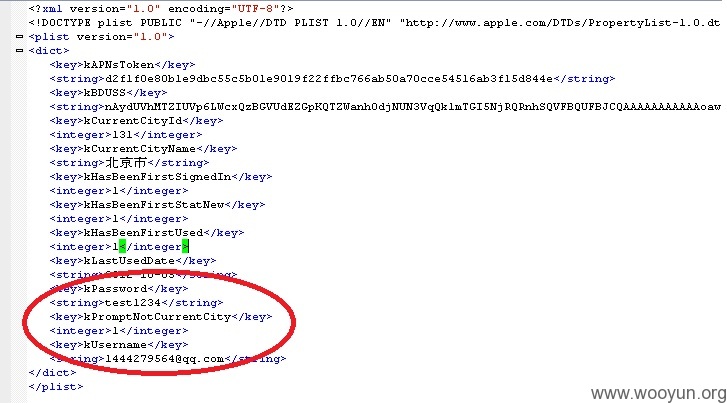 <?xml version="1.0" encoding="UTF-8"?>
<!DOCTYPE plist PUBLIC "-//Apple//DTD PLIST 1.0//EN" "http://www.apple.com/DTDs/PropertyList-1.0.dt
<plist version="1.0">
<dict>
<key>kAPNsToken</key>
<string>d2f1f0e80b1e9dbc55c5b01e9019f22ffbc766ab50a70cce54516ab3f15d844e</string>
<key>kBDUSS</key>
<string>nAydUVhMTZIUVp6LWcxQzBGVUdEZGpKQTZWanh0djNUN3VqQk1mTGI5NjRQRnhSQVFBQUFBJCQAAAAAAAAAAAoaw
<key>kCurrentCityId</key>
<integer>131</integer>
<key>kCurrentCityName</key>
<string>北京市</string>
<key>kHasBeenFirstSignedIn</key>
<integer>1</integer>
<key>kHasBeenFirstStatNew</key>
<integer>1</integer>
<key>kHasBeenFirstUsed</key>
<integer>1</integer>
<key>kLastUsedDate</key>
<string>2012-10-05</string>
<key>kPassword</key>
<string>test1234</string>
<key>kPromptNotCurrentCity</key>
<integer>1</integer>
<key>kUsername</key>
<string>1444279564@qq.com</string>
</dict>
</plist>
www.wooyun.org